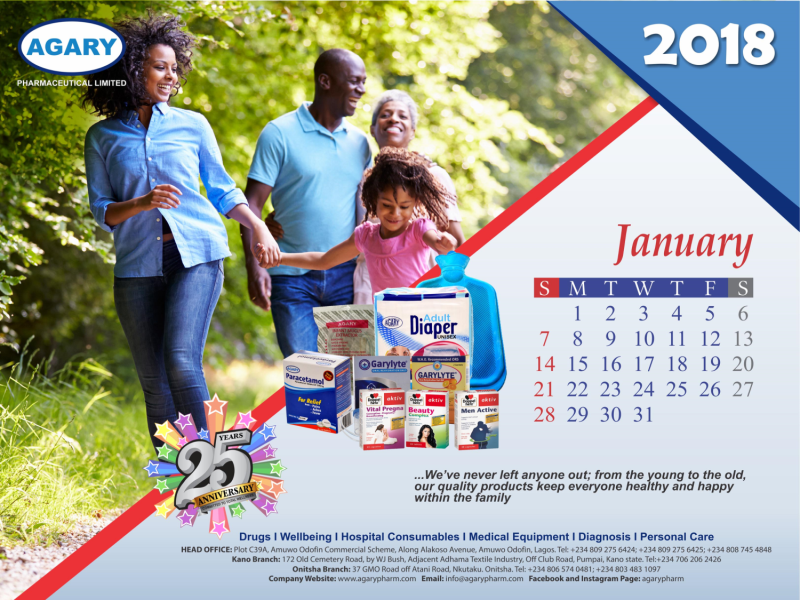 AGARY
PHARMACEUTICAL LIMITED
2018
January
S M T W T F S
1 2 3 4 5 6
7 8 9 10 11 12 13
14 15 16 17 18 19 20
21 22 23 24 25 26 27
28 29 30 31
Adult
AGARY Diaper
UNISEX
Garylyte
GARYLYTE
Paracetamol
For Relief
aktiv
Vital Pregna
aktiv
Beauty
Complex
aktiv
Men Active
YEARS
25
ANNIVERSARY
...We've never left anyone out; from the young to the old,
our quality products keep everyone healthy and happy
within the family
Drugs I Wellbeing I Hospital Consumables I Medical Equipment I Diagnosis I Personal Care
HEAD OFFICE: Plot C39A, Amuwo Odofin Commercial Scheme, Along Alakoso Avenue, Amuwo Odofin, Lagos. Tel: +234 809 275 6424; +234 809 275 6425; +234 808 745 4848
Kano Branch: 172 Old Cemetery Road, by WJ Bush, Adjacent Adhama Textile Industry, Off Club Road, Pumpai, Kano state. Tel:+234 706 206 2426
Onitsha Branch: 37 GMO Road off Atani Road, Nkutaku, Onitsha. Tel: +234 806 574 0481; +234 803 483 1097
Company Website: www.agarypharm.com Email: info@agarypharm.com Facebook and Instagram Page: agarypharm